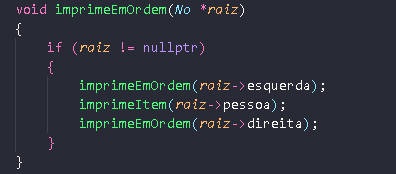 void imprimeEmOrdem(No *raiz)
{
    if (raiz != nullptr)
    {
        imprimeEmOrdem(raiz->esquerda);
        imprimeItem(raiz->pessoa);
        imprimeEmOrdem(raiz->direita);
    }
}